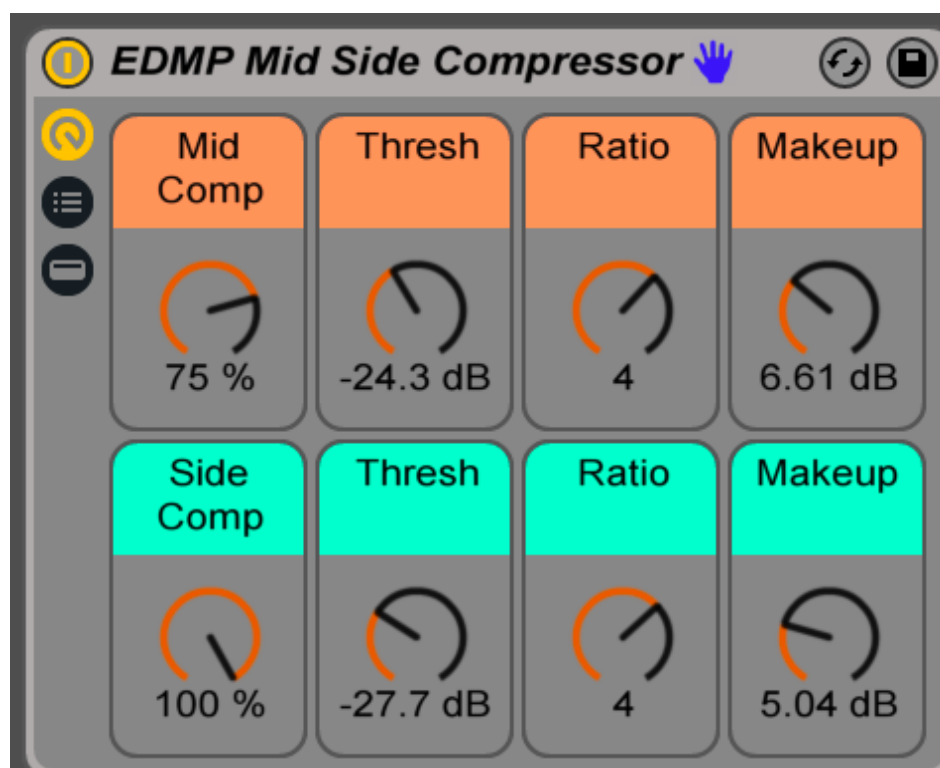 EDMP Mid Side Compressor
Mid Comp
Thresh
Ratio
Makeup
75 %
-24.3 dB
4
6.61 dB
Side Comp
Thresh
Ratio
Makeup
100 %
-27.7 dB
4
5.04 dB